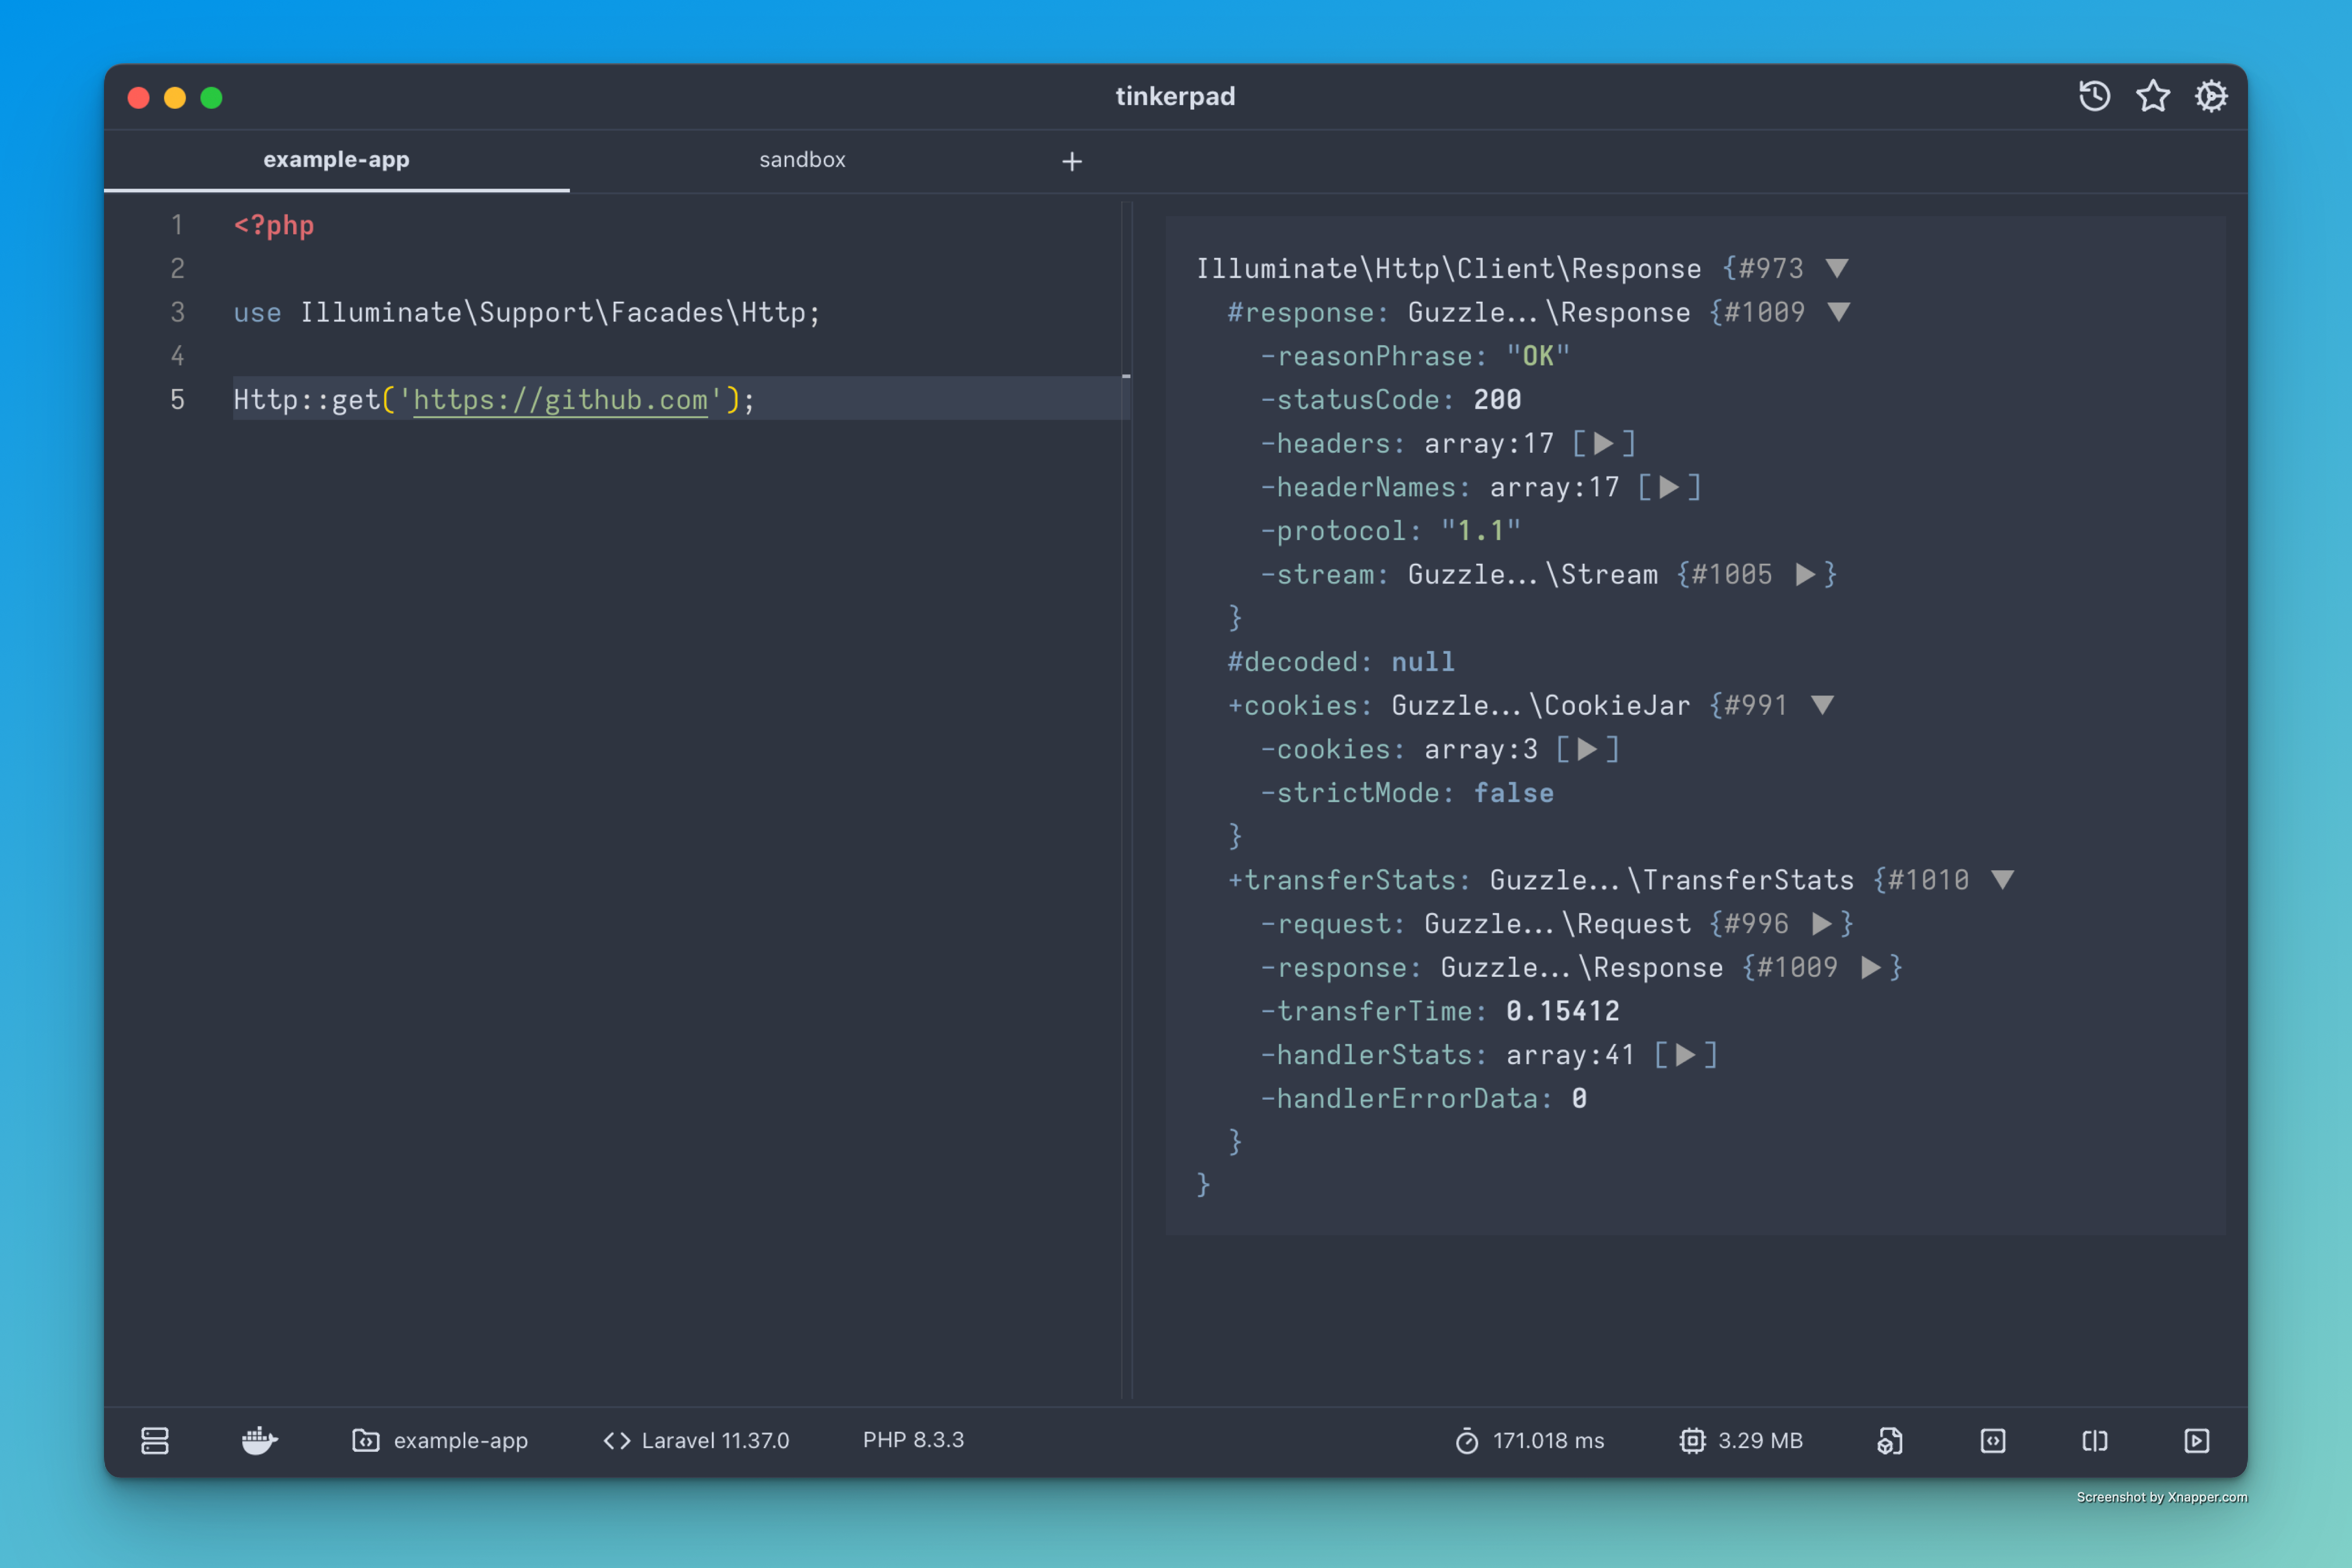 tinkerpad
example-app
sandbox
+
1 <?php
2
3 use Illuminate\Support\Facades\Http;
4
5 Http::get('https://github.com');
Illuminate\Http\Client\Response {#973 ▼
#response: Guzzle...\Response {#1009 ▼
-reasonPhrase: "OK"
-statusCode: 200
-headers: array:17 [▶]
-headerNames: array:17 [▶]
-protocol: "1.1"
-stream: Guzzle...\Stream {#1005 ▶}
}
#decoded: null
+cookies: Guzzle...\CookieJar {#991 ▼
-cookies: array:3 [▶]
-strictMode: false
}
+transferStats: Guzzle...\TransferStats {#1010 ▼
-request: Guzzle...\Request {#996 ▶}
-response: Guzzle...\Response {#1009 ▶}
-transferTime: 0.15412
-handlerStats: array:41 [▶]
-handlerErrorData: 0
}
}
example-app
Laravel 11.37.0
PHP 8.3.3
171.018 ms
3.29 MB
Screenshot by Xnapper.com